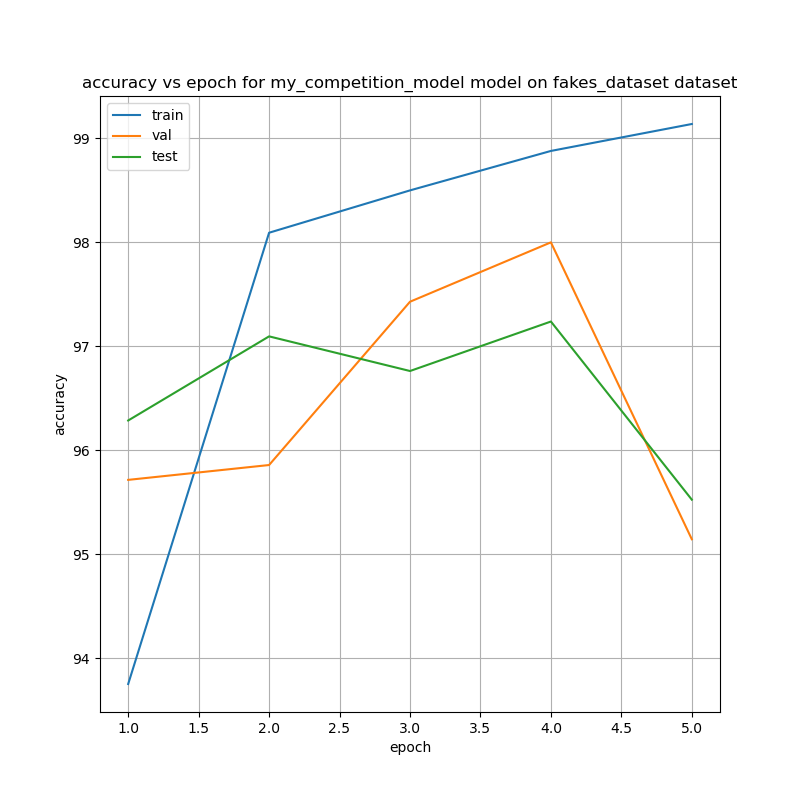 accuracy vs epoch for my_competition_model model on fakes_dataset dataset
train
val
test
99
98
97
96
95
94
accuracy
1.0 1.5 2.0 2.5 3.0 3.5 4.0 4.5 5.0
epoch